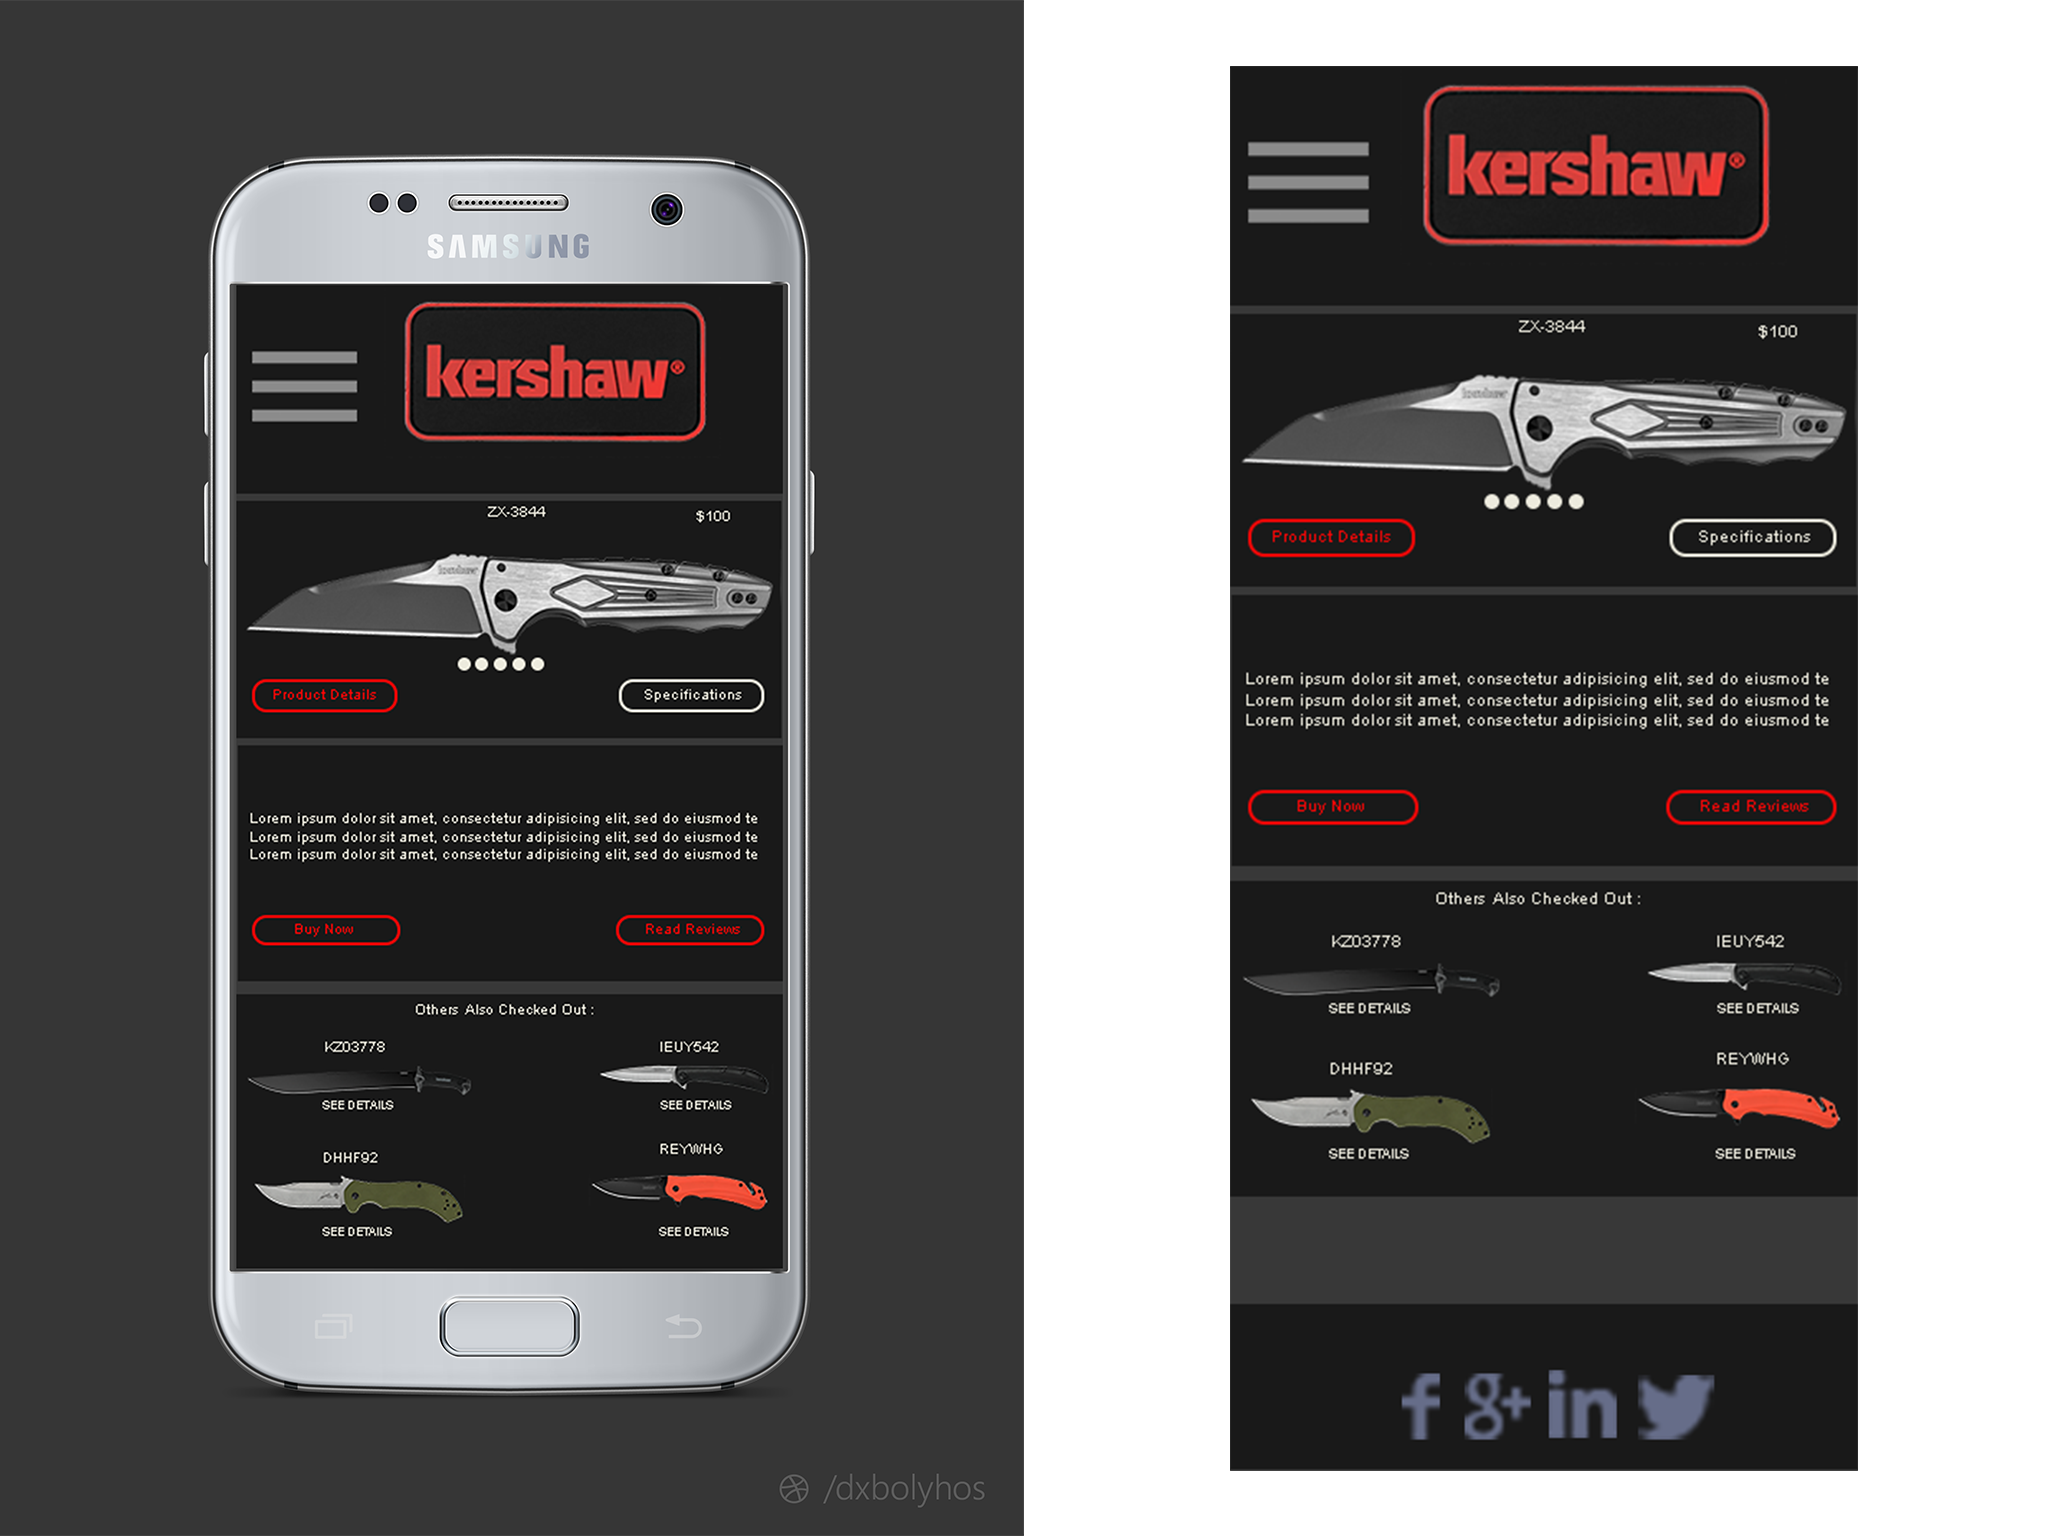 SAMSUNG
kershaw®
ZX-3844
$100
kershaw
Product Details
Specifications
Lorem ipsum dolor sit amet, consectetur adipisicing elit, sed do eiusmod te
Lorem ipsum dolor sit amet, consectetur adipisicing elit, sed do eiusmod te
Lorem ipsum dolor sit amet, consectetur adipisicing elit, sed do eiusmod te
Buy Now
Read Reviews
Others Also Checked Out :
KZ03778
IEUY542
SEE DETAILS
SEE DETAILS
DHHF92
REYWHG
SEE DETAILS
SEE DETAILS
/dxbolyhos
kershaw®
ZX-3844
$100
kershaw
Product Details
Specifications
Lorem ipsum dolor sit amet, consectetur adipisicing elit, sed do eiusmod te
Lorem ipsum dolor sit amet, consectetur adipisicing elit, sed do eiusmod te
Lorem ipsum dolor sit amet, consectetur adipisicing elit, sed do eiusmod te
Buy Now
Read Reviews
Others Also Checked Out :
KZ03778
IEUY542
SEE DETAILS
SEE DETAILS
DHHF92
REYWHG
SEE DETAILS
SEE DETAILS
f g+ in